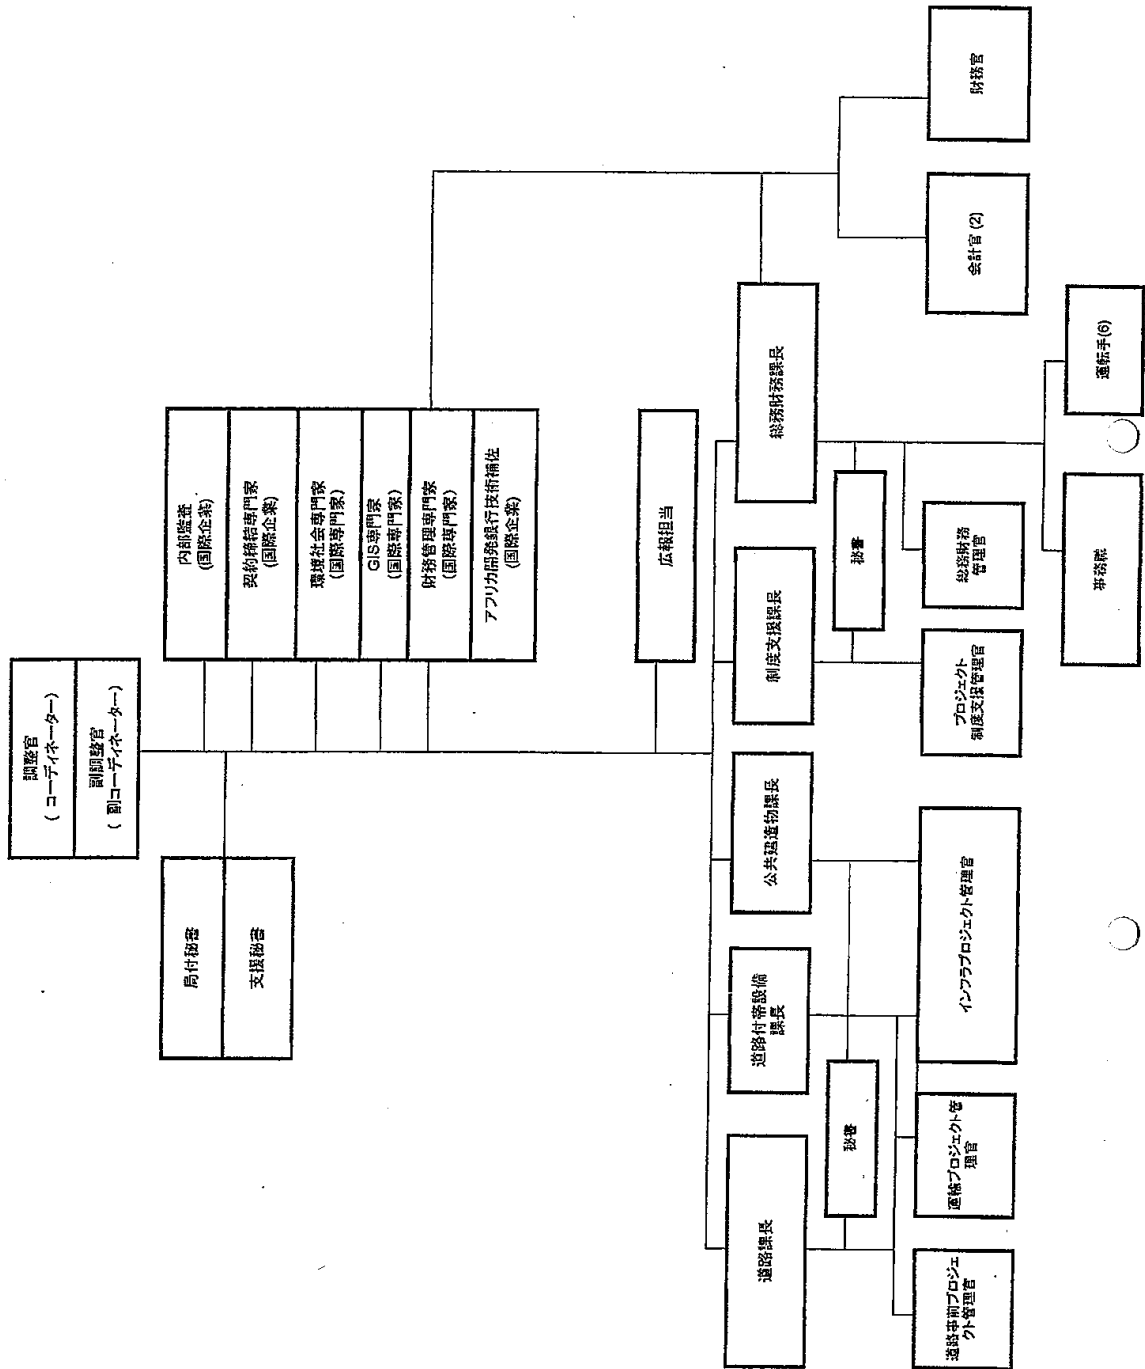 調整官
( コーディネーター)
副調整官
( 副コーディネーター)
局付秘書
支援秘書
内部監査
(国際企業)
契約締結専門家
(国際企業)
環境社会専門家
(国際専門家)
GIS専門家
(国際専門家)
財務管理専門家
(国際専門家)
アフリカ開発銀行技術補佐
(国際企業)
広報担当
道路課長
道路付帯設備
課長
公共建造物課長
制度支援課長
総務財務課長
秘書
秘書
道路事前プロジェ
クト管理官
運輸プロジェクト管
理官
インフラプロジェクト管理官
プロジェクト
制度支援管理官
総務財務
管理官
会計官 (2)
財務官
事務職
運転手(6)